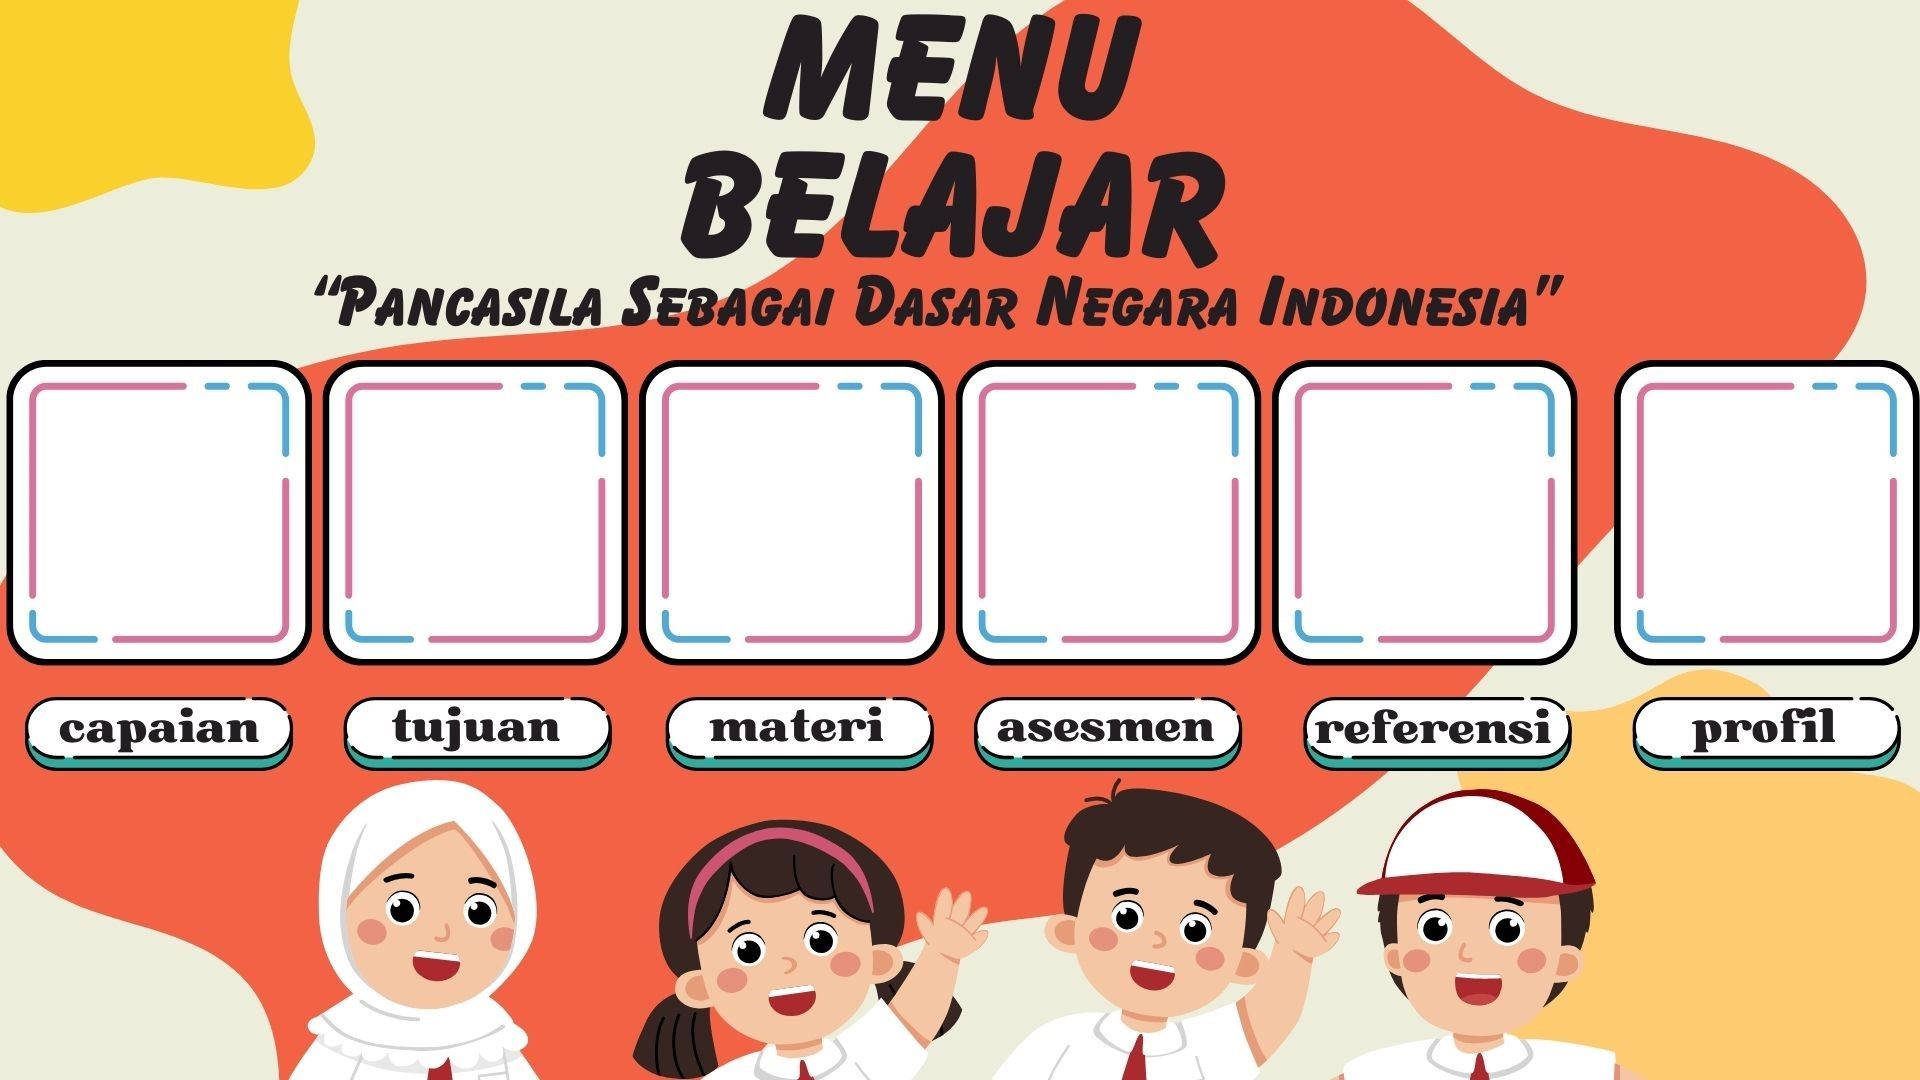 MENU
BELAJAR
“PANCASILA SEBAGAI DASAR NEGARA INDONESIA”
capaian
tujuan
materi
asesmen
referensi
profil